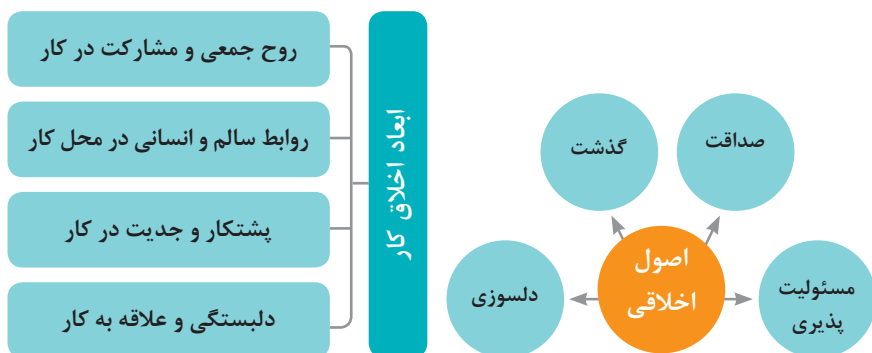 صداقت
گذشت
اصول
اخلاقی
مسئولیت
پذیری
دلسوزی
ابعاد اخلاق کار
روح جمعی و مشارکت در کار
روابط سالم و انسانی در محل کار
پشتکار و جدیت در کار
دلبستگی و علاقه به کار